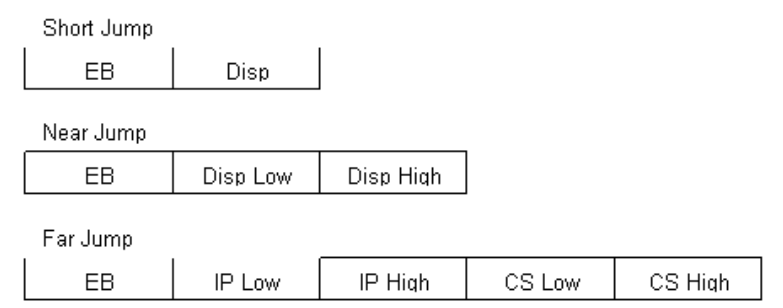 Short Jump
EB Disp
Near Jump
EB Disp Low Disp High
Far Jump
EB IP Low IP High CS Low CS High